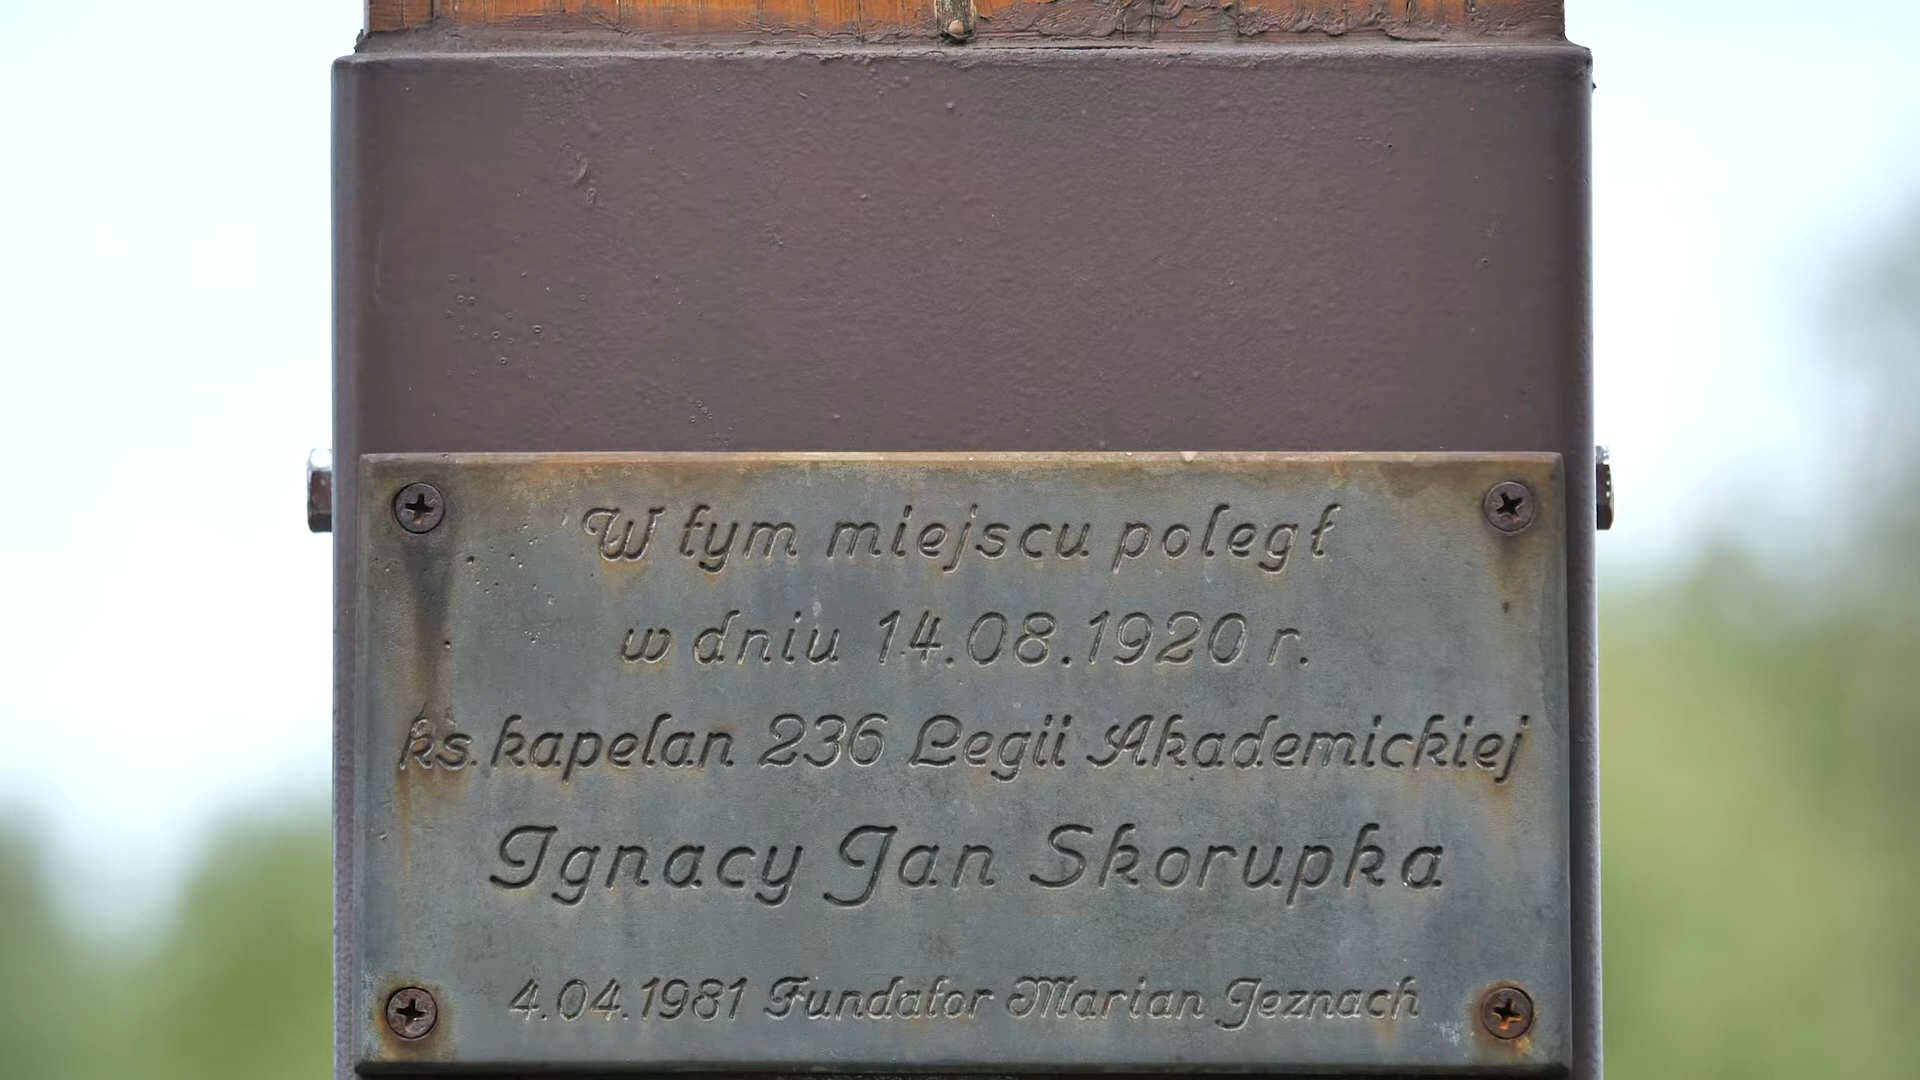 W tym miejscu poległ
w dniu 14.08.1920 r.
ks. kapelan 236 Legii Akademickiej
Ignacy Jan Skorupka
4.04.1981 Fundator Marian Jeznach